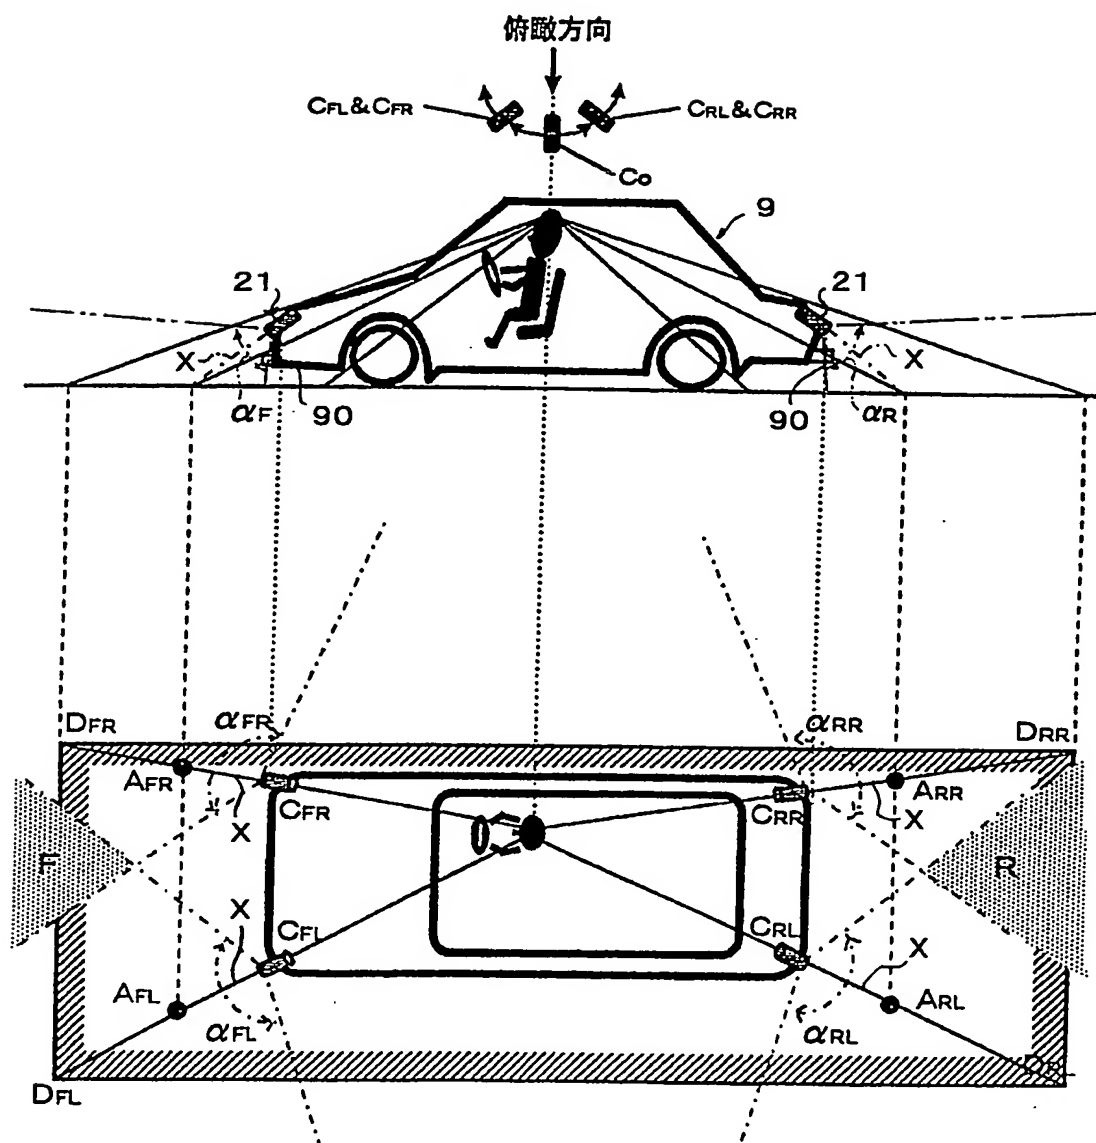 俯瞰方向
CFL&CFR
CRL&CRR
Co
9
21
21
X
X
αF
90
90
αR
DFR
αFR
αRR
DRR
AFR
CFR
CRR
ARR
X
X
F
R
X
CFL
CRL
X
AFL
αFL
αRL
ARL
DFL